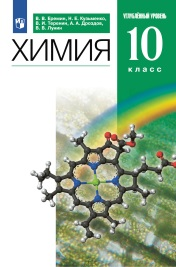 В. В. Еремин, Н. Е. Кузьменко,
В. И. Теренин, А. А. Дроздов,
В. В. Лунин
УГЛУБЛЁННЫЙ УРОВЕНЬ
ХИМИЯ
10
класс